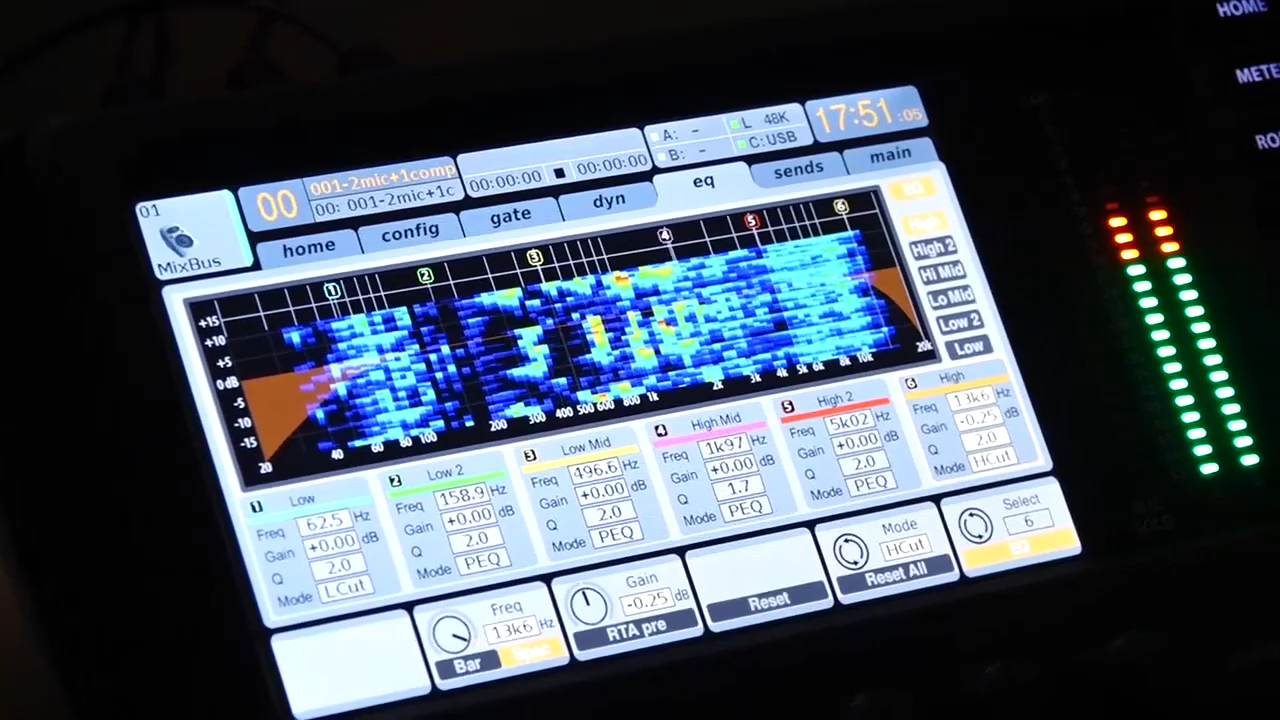 HOME
METE
RO
01
MixBus
00
001-2mic+1comp
00: 001-2mic+1c
00:00:00 00:00:00
A: -
B: -
L 48K
C:USB
17:51:05
home config gate dyn eq sends main
EQ
High
High 2
Hi Mid
Lo Mid
Low 2
Low
1 2 3 4 5 6
+15
+10
+5
0 dB
-5
-10
-15
20 40 60 80 100 200 300 400 500 600 800 1k 2k 3k 4k 5k 6k 8k 10k 20k
1 Low
Freq 62.5 Hz
Gain +0.00 dB
Q 2.0
Mode LCut
2 Low 2
Freq 158.9 Hz
Gain +0.00 dB
Q 2.0
Mode PEQ
3 Low Mid
Freq 496.6 Hz
Gain +0.00 dB
Q 2.0
Mode PEQ
4 High Mid
Freq 1k97 Hz
Gain +0.00 dB
Q 1.7
Mode PEQ
5 High 2
Freq 5k02 Hz
Gain +0.00 dB
Q 2.0
Mode PEQ
6 High
Freq 13k6 Hz
Gain -0.25 dB
Q 2.0
Mode HCut
Freq
13k6 Hz
Bar Spec
Gain
-0.25 dB
RTA pre
Reset
Mode
HCut
Reset All
Select
6
EQ